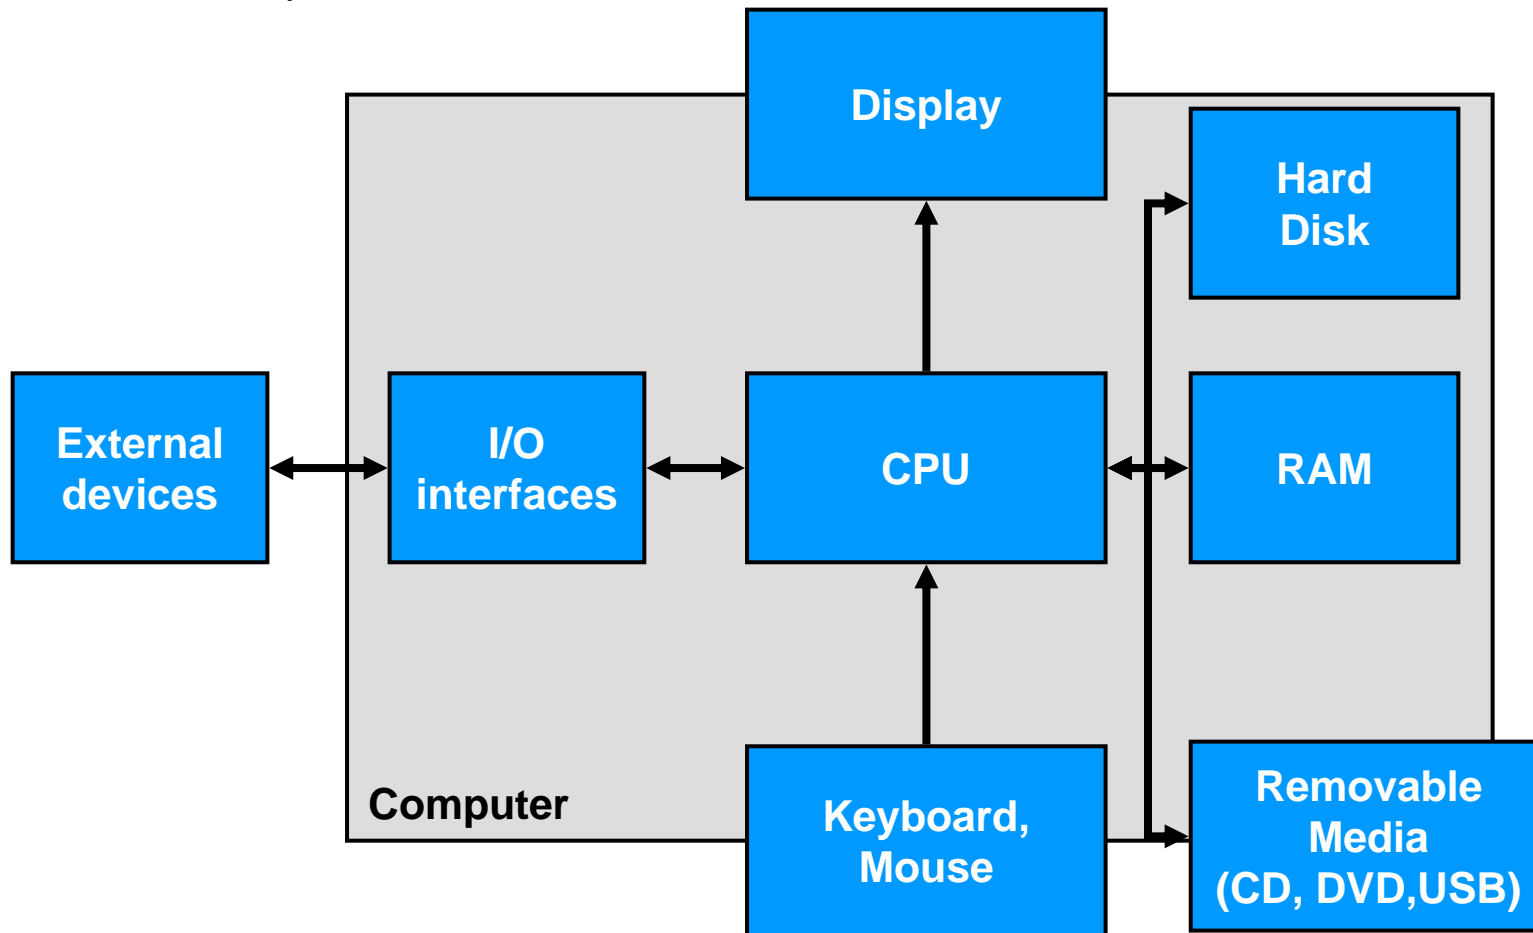 Display
Hard
Disk
External
devices
I/O
interfaces
CPU
RAM
Computer
Keyboard,
Mouse
Removable
Media
(CD, DVD,USB)